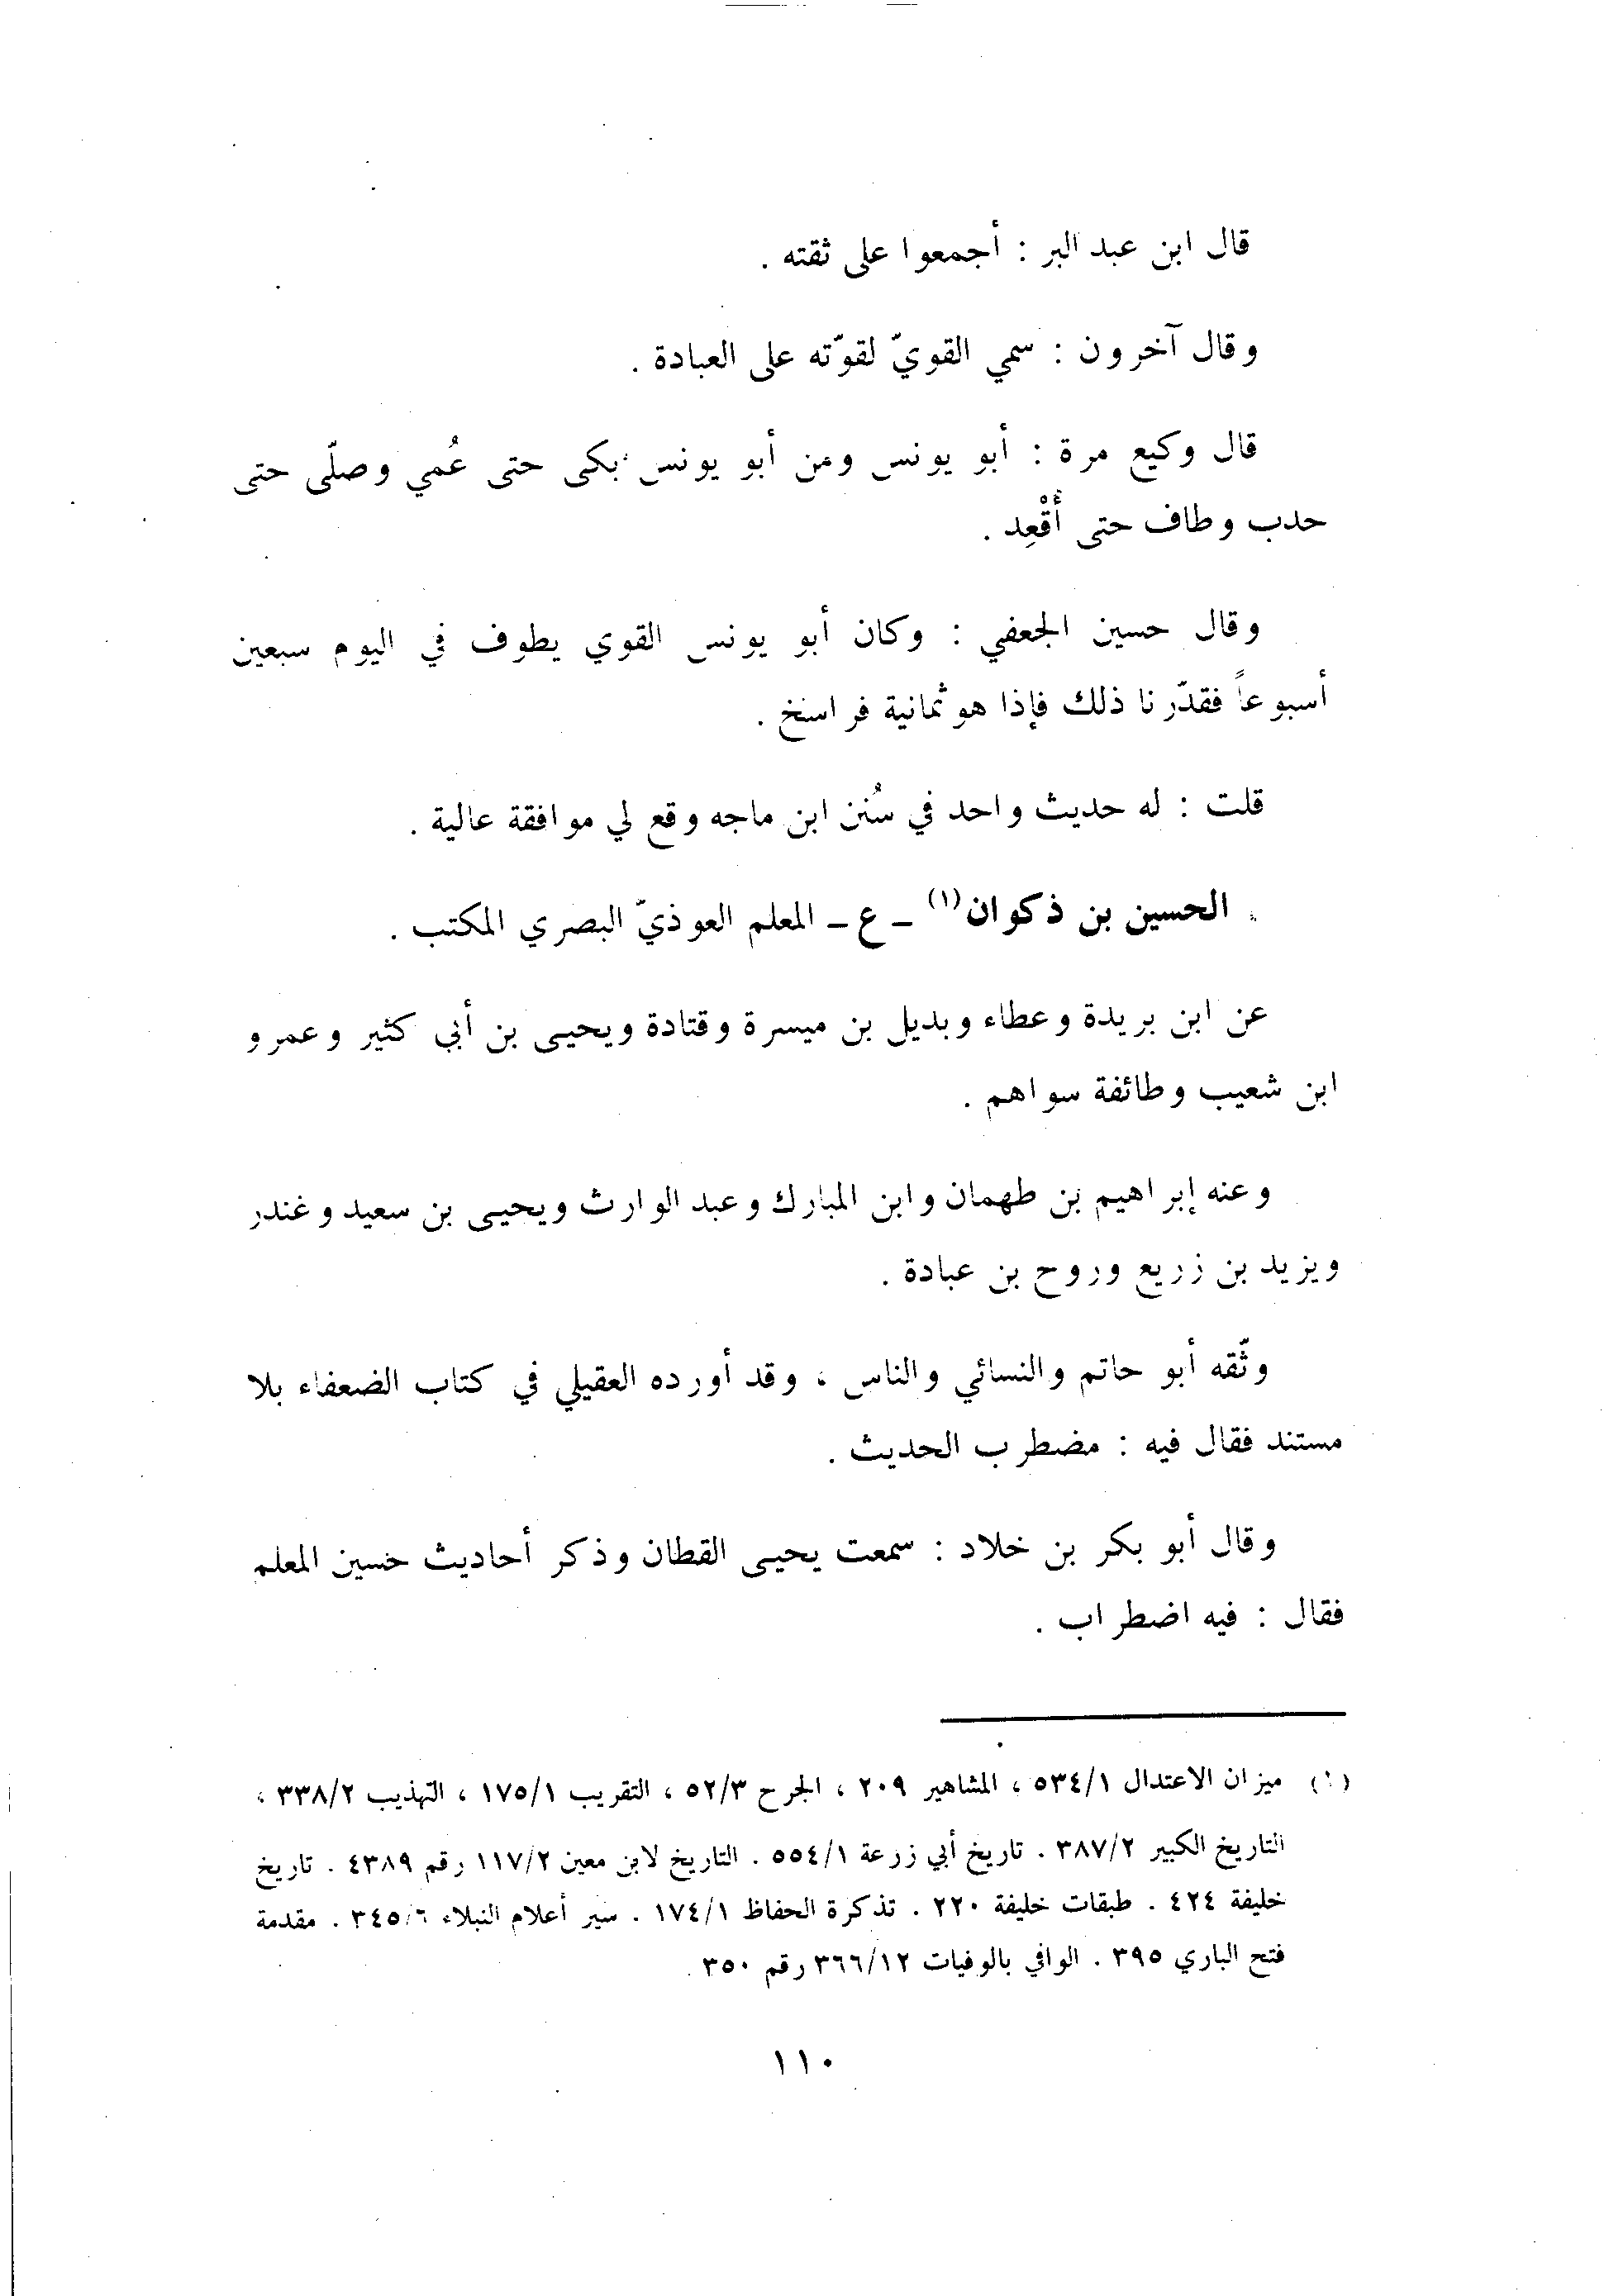 قال ابن عبد البر : أجمعوا على ثقته .
وقال آخرون : سمي القويّ لقوّته على العبادة .
قال وكيع مرة : أبو يونس ومن أبو يونس بكى حتى عُمي وصلّى حتى
حدب وطاف حتى أُقْعِد .
وقال حسين الجعفي : وكان أبو يونس القوي يطوف في اليوم سبعين
أسبوعاً فقدّرنا ذلك فإذا هو ثمانية فراسخ .
قلت : له حديث واحد في سُنن ابن ماجه وقع لي موافقة عالية .
الحسين بن ذكوان(١) ـ ع ـ المعلم العوذيّ البصري المكتب .
عن ابن بريدة وعطاء وبديل بن ميسرة وقتادة ويحيى بن أبي كثير وعمرو
ابن شعيب وطائفة سواهم .
وعنه إبراهيم بن طهمان وابن المبارك وعبد الوارث ويحيى بن سعيد وغندر
ويزيد بن زريع وروح بن عبادة .
وثّقه أبو حاتم والنسائي والناس ، وقد أورده العقيلي في كتاب الضعفاء بلا
مستند فقال فيه : مضطرب الحديث .
وقال أبو بكر بن خلاد : سمعت يحيى القطان وذكر أحاديث حسين المعلم
فقال : فيه اضطراب .
(١) ميزان الاعتدال ٥٣٤/١ ، المشاهير ٢٠٩ ، الجرح ٥٢/٣ ، التقريب ١٧٥/١ ، التهذيب ٣٣٨/٢ ،
التاريخ الكبير ٣٨٧/٢ . تاريخ أبي زرعة ٥٥٤/١ . التاريخ لابن معين ١١٧/٢ رقم ٤٣٨٩ . تاريخ
خليفة ٤٢٤ . طبقات خليفة ٢٢٠ . تذكرة الحفاظ ١٧٤/١ . سير أعلام النبلاء ٣٤٥/٦ . مقدمة
فتح الباري ٣٩٥ . الوافي بالوفيات ٣٦٦/١٢ رقم ٣٥٠ .
١١٠